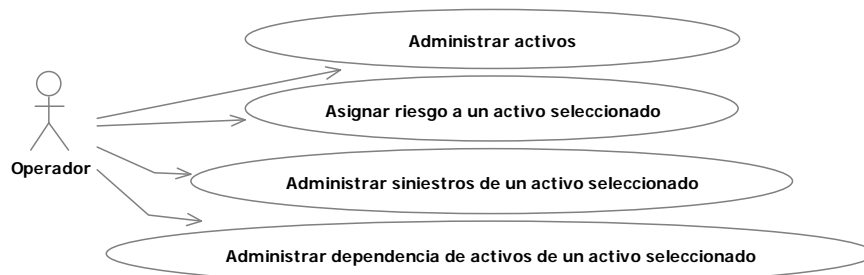 Administrar activos
Asignar riesgo a un activo seleccionado
Operador
Administrar siniestros de un activo seleccionado
Administrar dependencia de activos de un activo seleccionado